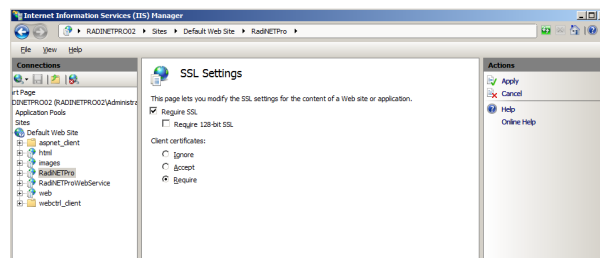 Internet Information Services (IIS) Manager
RADINETPRO02 Sites Default Web Site RadiNETPro
File View Help
Connections
rt Page
DINETPRO02 (RADINETPRO02\Administra
Application Pools
Sites
Default Web Site
aspnet_client
html
images
RadiNETPro
RadiNETProWebService
web
webctrl_client
SSL Settings
This page lets you modify the SSL settings for the content of a Web site or application.
Require SSL
Require 128-bit SSL
Client certificates:
Ignore
Accept
Require
Actions
Apply
Cancel
Help
Online Help